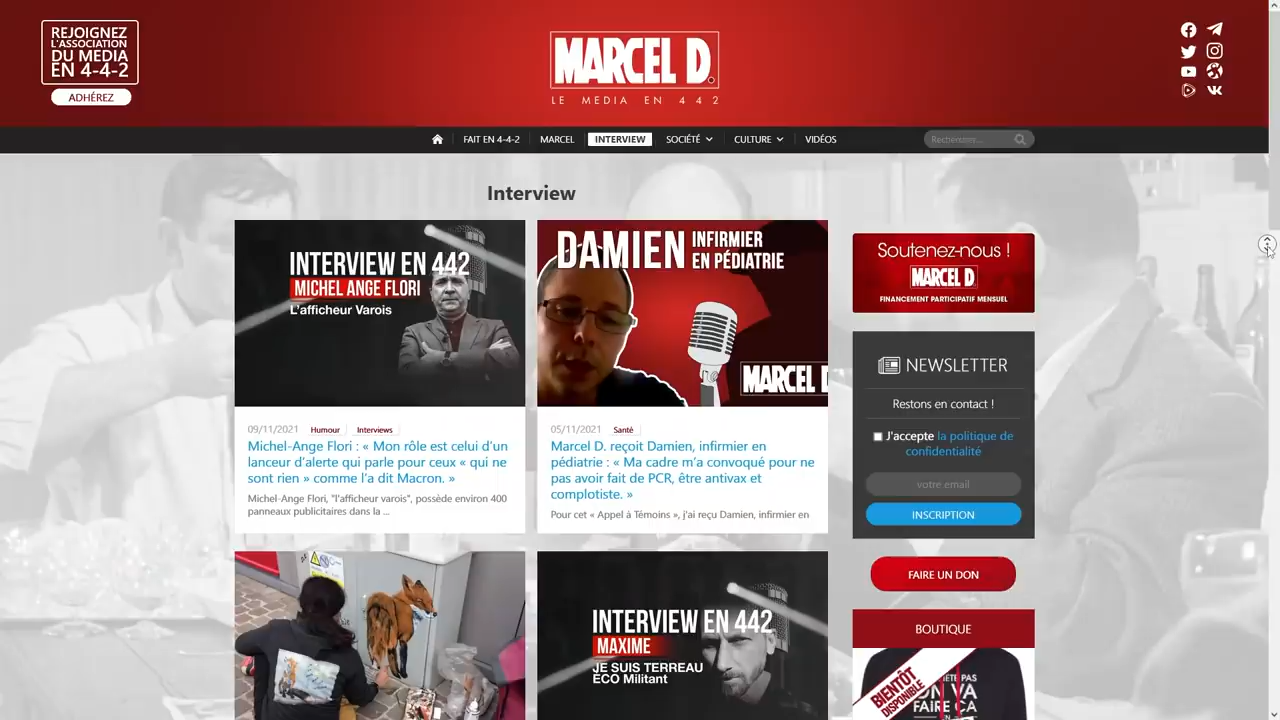 REJOIGNEZ
L'ASSOCIATION
DU MEDIA
EN 4-4-2
ADHÉREZ
MARCEL D.
LE MEDIA EN 442
FAIT EN 4-4-2
MARCEL
INTERVIEW
SOCIÉTÉ
CULTURE
VIDÉOS
Rechercher...
Interview
INTERVIEW EN 442
MICHEL ANGE FLORI
L'afficheur Varois
09/11/2021 Humour Interviews
Michel-Ange Flori : « Mon rôle est celui d'un
lanceur d'alerte qui parle pour ceux « qui ne
sont rien » comme l'a dit Macron. »
Michel-Ange Flori, "l'afficheur varois", possède environ 400
panneaux publicitaires dans la ...
DAMIEN INFIRMIER
EN PÉDIATRIE
MARCEL D
05/11/2021 Santé
Marcel D. reçoit Damien, infirmier en
pédiatrie : « Ma cadre m'a convoqué pour ne
pas avoir fait de PCR, être antivax et
complotiste. »
Pour cet « Appel à Témoins », j'ai reçu Damien, infirmier en
INTERVIEW EN 442
MAXIME
JE SUIS TERREAU
ÉCO Militant
Soutenez-nous !
MARCEL D.
FINANCEMENT PARTICIPATIF MENSUEL
NEWSLETTER
Restons en contact !
J'accepte la politique de
confidentialité
votre email
INSCRIPTION
FAIRE UN DON
BOUTIQUE
BIENTÔT
DISPONIBLE
PAS
ON VA
FAIRE ÇA